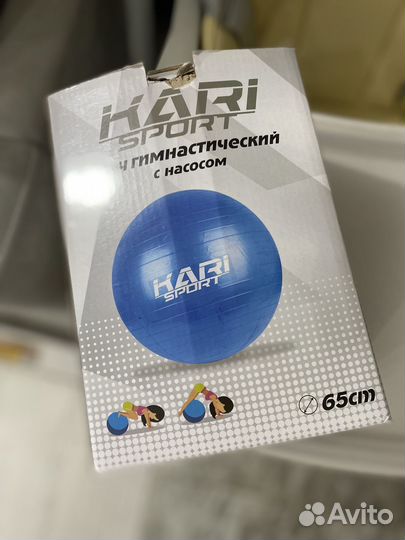 KARI
SPORT
гимнастический
с насосом
KARI
SPORT
65cm
Avito